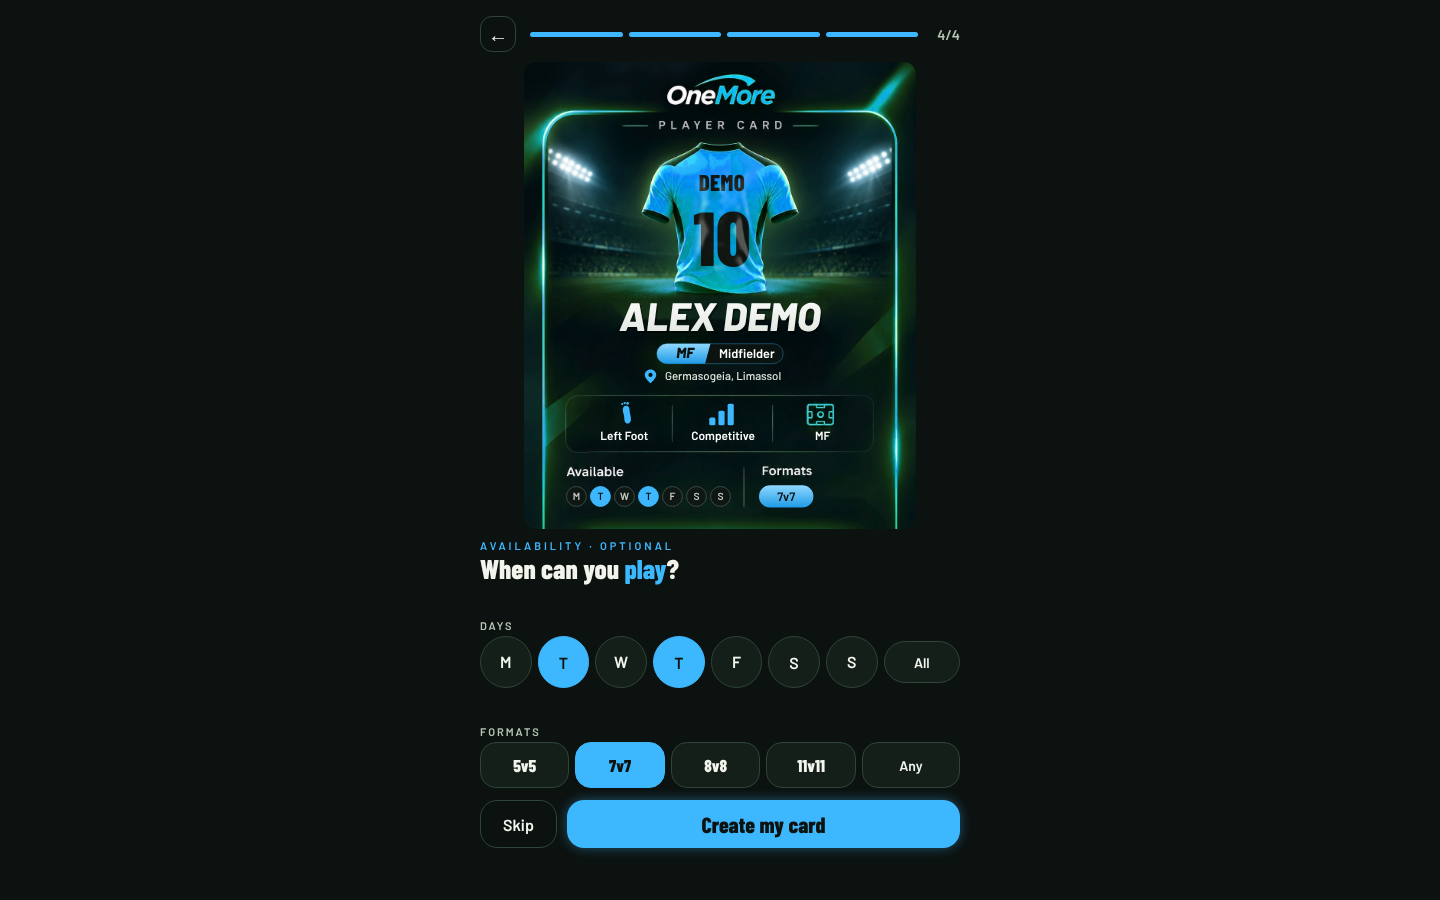 ←
4/4
OneMore
PLAYER CARD
DEMO
10
ALEX DEMO
MF Midfielder
Germasogeia, Limassol
Left Foot Competitive MF
Available Formats
M T W T F S S 7v7
AVAILABILITY · OPTIONAL
When can you play?
DAYS
M T W T F S S All
FORMATS
5v5 7v7 8v8 11v11 Any
Skip Create my card